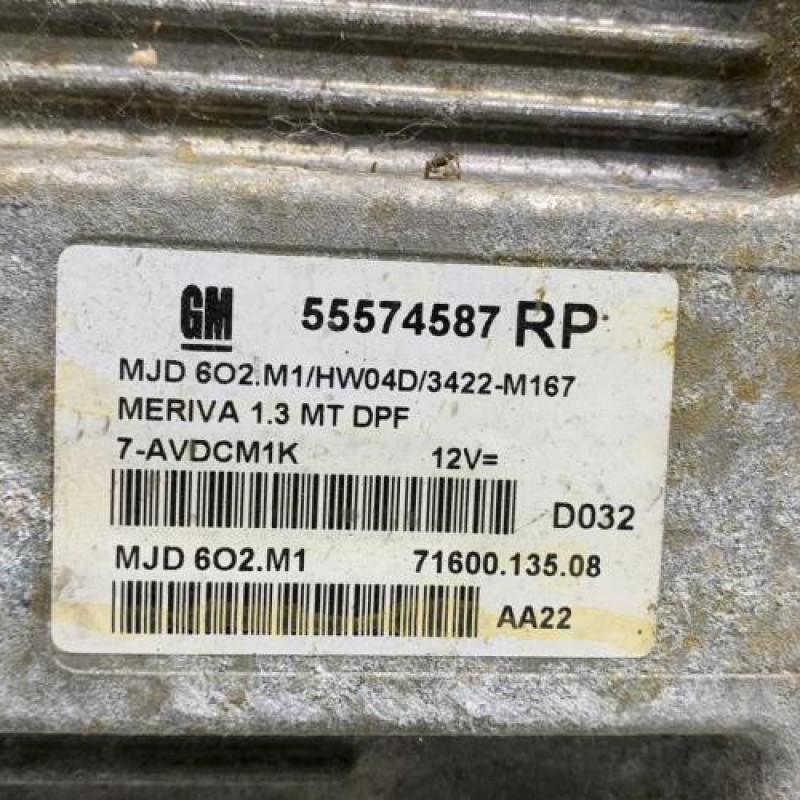 GM 55574587 RP
MJD 6O2.M1/HW04D/3422-M167
MERIVA 1.3 MT DPF
7-AVDCM1K 12V=
D032
MJD 6O2.M1 71600.135.08
AA22